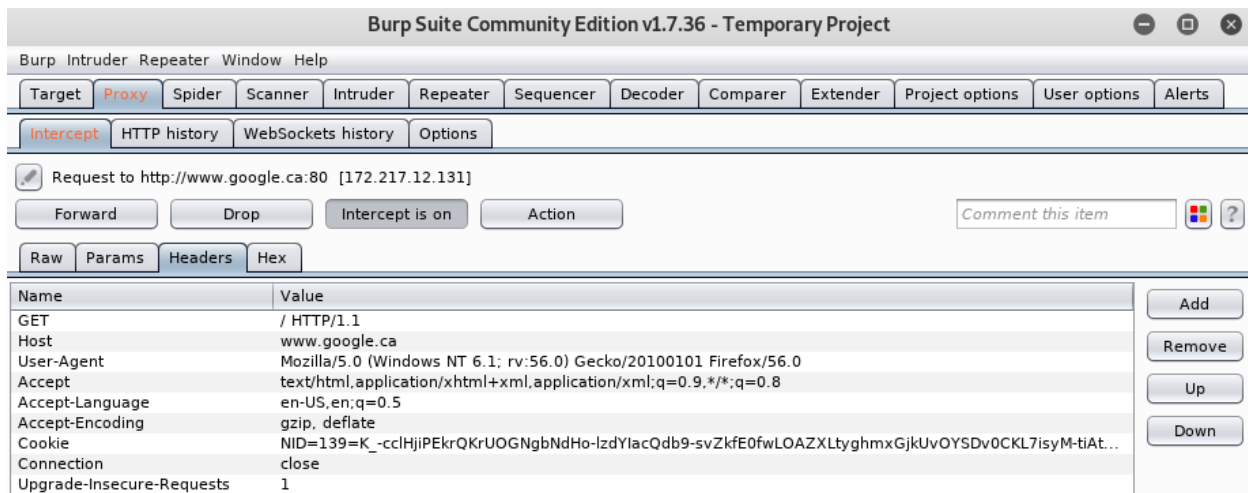 Burp Suite Community Edition v1.7.36 - Temporary Project
Burp Intruder Repeater Window Help
Target Proxy Spider Scanner Intruder Repeater Sequencer Decoder Comparer Extender Project options User options Alerts
Intercept HTTP history WebSockets history Options
Request to http://www.google.ca:80 [172.217.12.131]
Forward Drop Intercept is on Action Comment this item ?
Raw Params Headers Hex
Name Value Add
GET / HTTP/1.1
Host www.google.ca
User-Agent Mozilla/5.0 (Windows NT 6.1; rv:56.0) Gecko/20100101 Firefox/56.0 Remove
Accept text/html,application/xhtml+xml,application/xml;q=0.9,*/*;q=0.8
Accept-Language en-US,en;q=0.5 Up
Accept-Encoding gzip, deflate
Cookie NID=139=K_-cclHjiPEkrQKrUOGNgbNdHo-lzdYIacQdb9-svZkfE0fwLOAZXLtyghmxGjkUvOYSDv0CKL7isyM-tiAt... Down
Connection close
Upgrade-Insecure-Requests 1